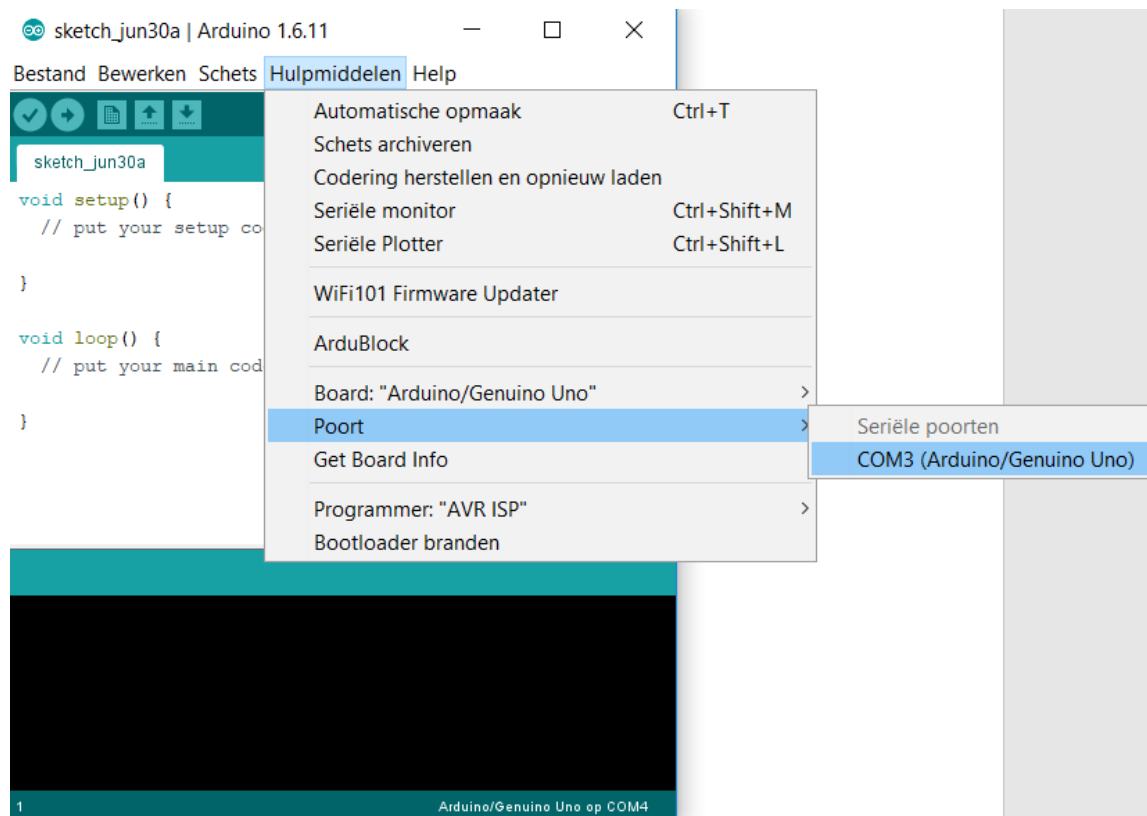 sketch_jun30a | Arduino 1.6.11
Bestand Bewerken Schets Hulpmiddelen Help
sketch_jun30a
void setup() {
// put your setup co
}
void loop() {
// put your main cod
}
Automatische opmaak Ctrl+T
Schets archiveren
Codering herstellen en opnieuw laden
Seriële monitor Ctrl+Shift+M
Seriële Plotter Ctrl+Shift+L
WiFi101 Firmware Updater
ArduBlock
Board: "Arduino/Genuino Uno"
Poort
Get Board Info
Programmer: "AVR ISP"
Bootloader branden
Seriële poorten
COM3 (Arduino/Genuino Uno)
1 Arduino/Genuino Uno op COM4